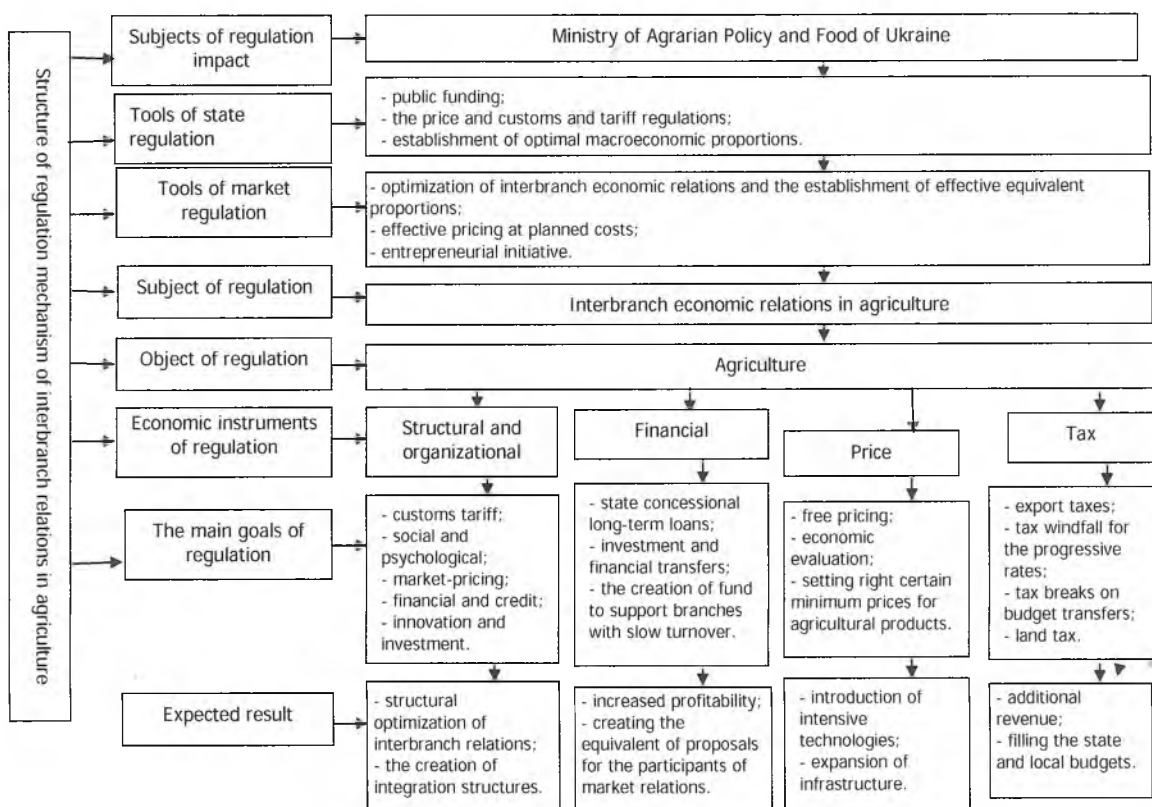 Structure of regulation mechanism of interbranch relations in agriculture
Subjects of regulation
impact
Ministry of Agrarian Policy and Food of Ukraine
Tools of state
regulation
- public funding;
- the price and customs and tariff regulations;
- establishment of optimal macroeconomic proportions.
Tools of market
regulation
- optimization of interbranch economic relations and the establishment of effective equivalent
proportions;
- effective pricing at planned costs;
- entrepreneurial initiative.
Subject of regulation
Interbranch economic relations in agriculture
Object of regulation
Agriculture
Economic instruments
of regulation
Structural and
organizational
Financial
Price
Tax
The main goals of
regulation
- customs tariff;
- social and
psychological;
- market-pricing;
- financial and credit;
- innovation and
investment.
- state concessional
long-term loans;
- investment and
financial transfers;
- the creation of fund
to support branches
with slow turnover.
- free pricing;
- economic
evaluation;
- setting right certain
minimum prices for
agricultural products.
- export taxes;
- tax windfall for
the progressive
rates;
- tax breaks on
budget transfers;
- land tax.
Expected result
- structural
optimization of
interbranch relations;
- the creation of
integration structures.
- increased profitability;
- creating the
equivalent of proposals
for the participants of
market relations.
- introduction of
intensive
technologies;
- expansion of
infrastructure.
- additional
revenue;
- filling the state
and local budgets.